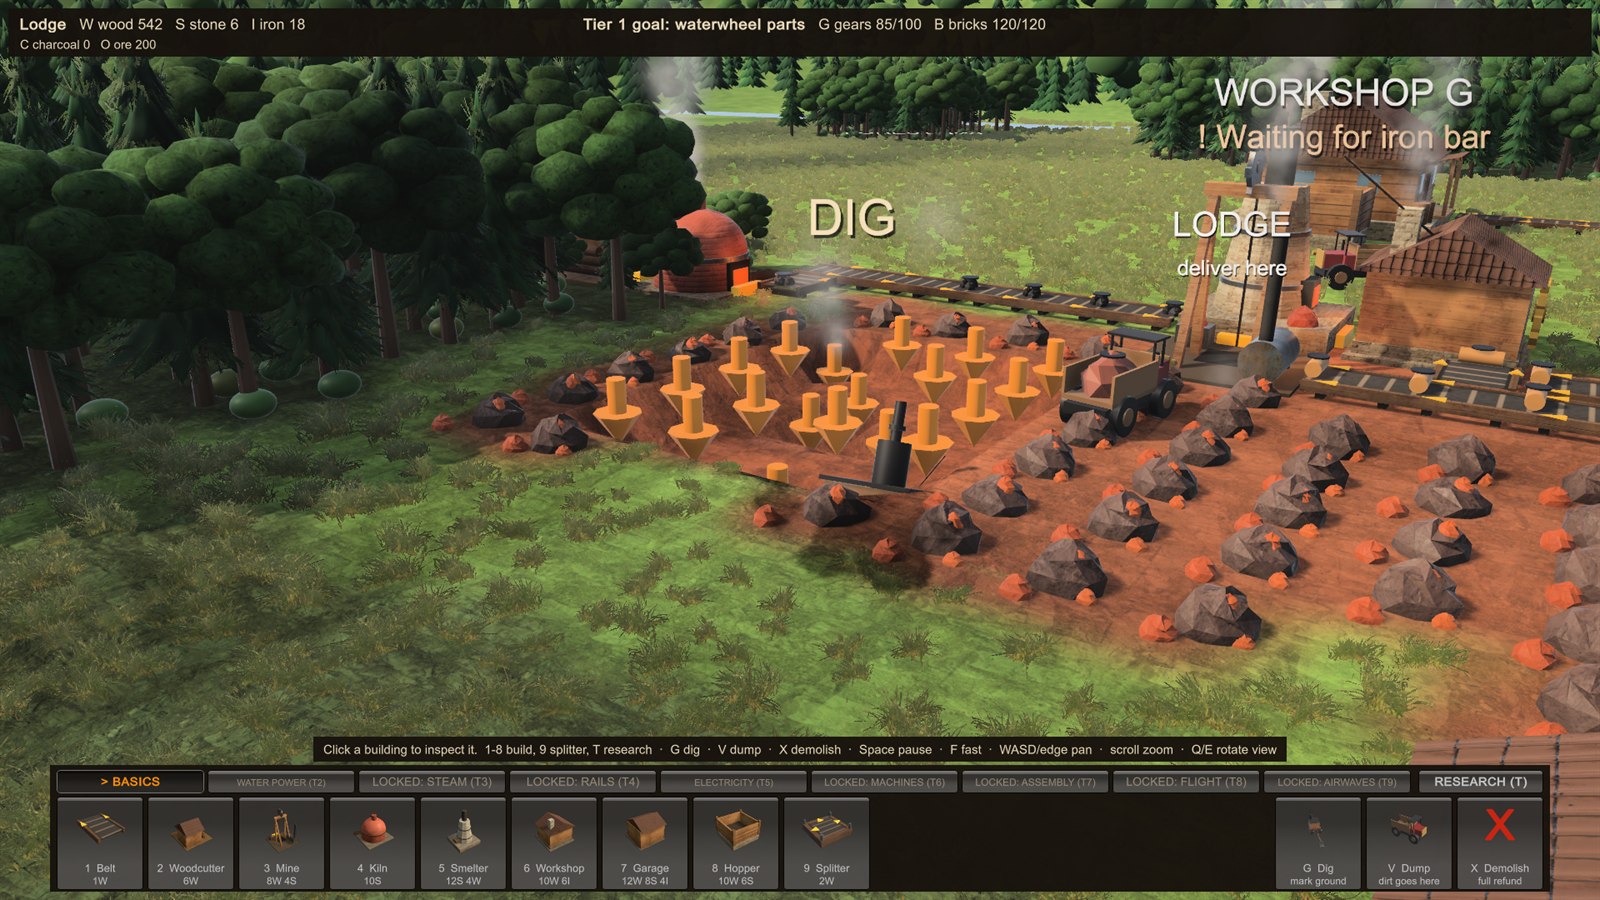 Lodge W wood 542 S stone 6 I iron 18
C charcoal 0 O ore 200
Tier 1 goal: waterwheel parts G gears 85/100 B bricks 120/120
WORKSHOP G
! Waiting for iron bar
DIG
LODGE
deliver here
Click a building to inspect it. 1-8 build, 9 splitter, T research · G dig · V dump · X demolish · Space pause · F fast · WASD/edge pan · scroll zoom · Q/E rotate view
> BASICS
WATER POWER (T2)
LOCKED: STEAM (T3)
LOCKED: RAILS (T4)
ELECTRICITY (T5)
LOCKED: MACHINES (T6)
LOCKED: ASSEMBLY (T7)
LOCKED: FLIGHT (T8)
LOCKED: AIRWAVES (T9)
RESEARCH (T)
1 Belt
1W
2 Woodcutter
6W
3 Mine
8W 4S
4 Kiln
10S
5 Smelter
12S 4W
6 Workshop
10W 6I
7 Garage
12W 8S 4I
8 Hopper
10W 6S
9 Splitter
2W
G Dig
mark ground
V Dump
dirt goes here
X
X Demolish
full refund